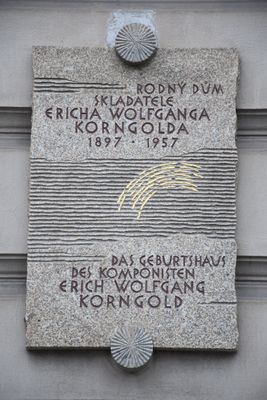 RODNÝ DŮM
SKLADATELE
ERICHA WOLFGANGA
KORNGOLDA
1897 · 1957
DAS GEBURTSHAUS
DES KOMPONISTEN
ERICH WOLFGANG
KORNGOLD